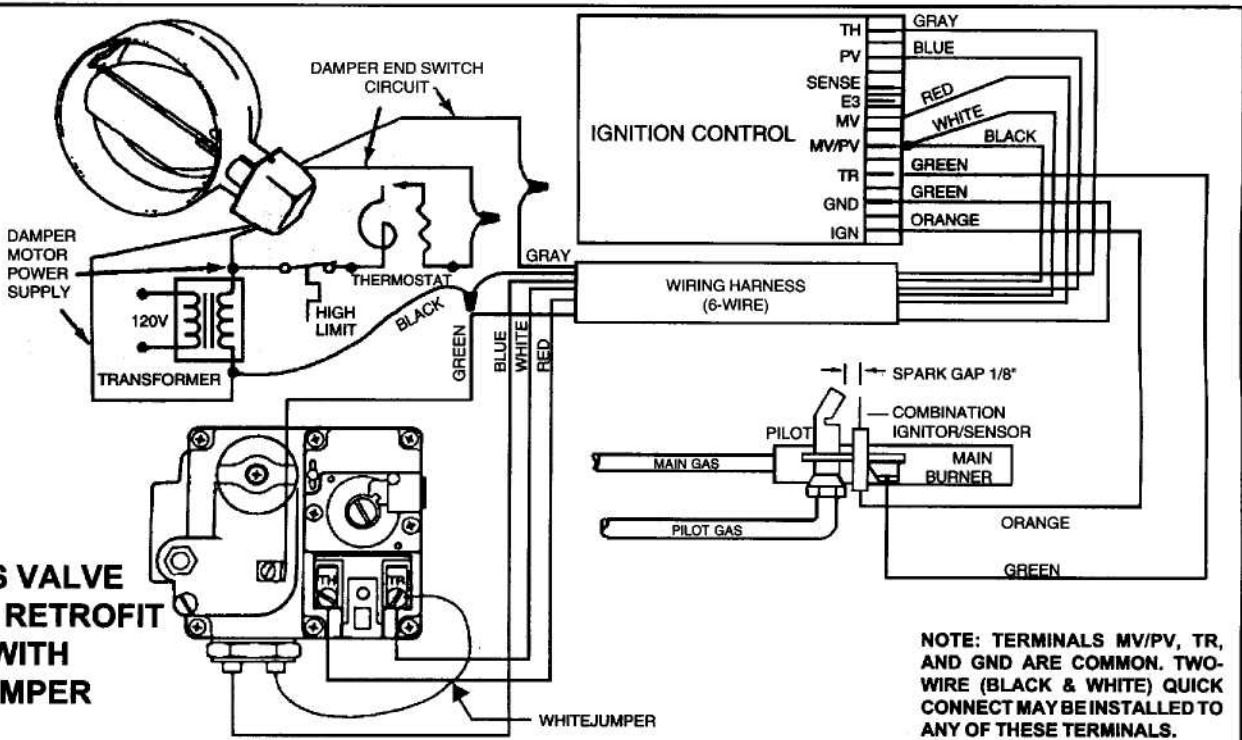 DAMPER END SWITCH
CIRCUIT
DAMPER
MOTOR
POWER
SUPPLY
120V
TRANSFORMER
HIGH
LIMIT
THERMOSTAT
BLACK
GRAY
GREEN
BLUE
WHITE
RED
IGNITION CONTROL
TH
PV
SENSE
E3
MV
MV/PV
TR
GND
IGN
GRAY
BLUE
RED
WHITE
BLACK
GREEN
GREEN
ORANGE
WIRING HARNESS
(6-WIRE)
SPARK GAP 1/8"
COMBINATION
IGNITOR/SENSOR
PILOT
MAIN GAS
MAIN
BURNER
PILOT GAS
ORANGE
GREEN
TH
TR
WHITEJUMPER
S VALVE
RETROFIT
WITH
MPER
NOTE: TERMINALS MV/PV, TR,
AND GND ARE COMMON. TWO-
WIRE (BLACK & WHITE) QUICK
CONNECT MAY BE INSTALLED TO
ANY OF THESE TERMINALS.